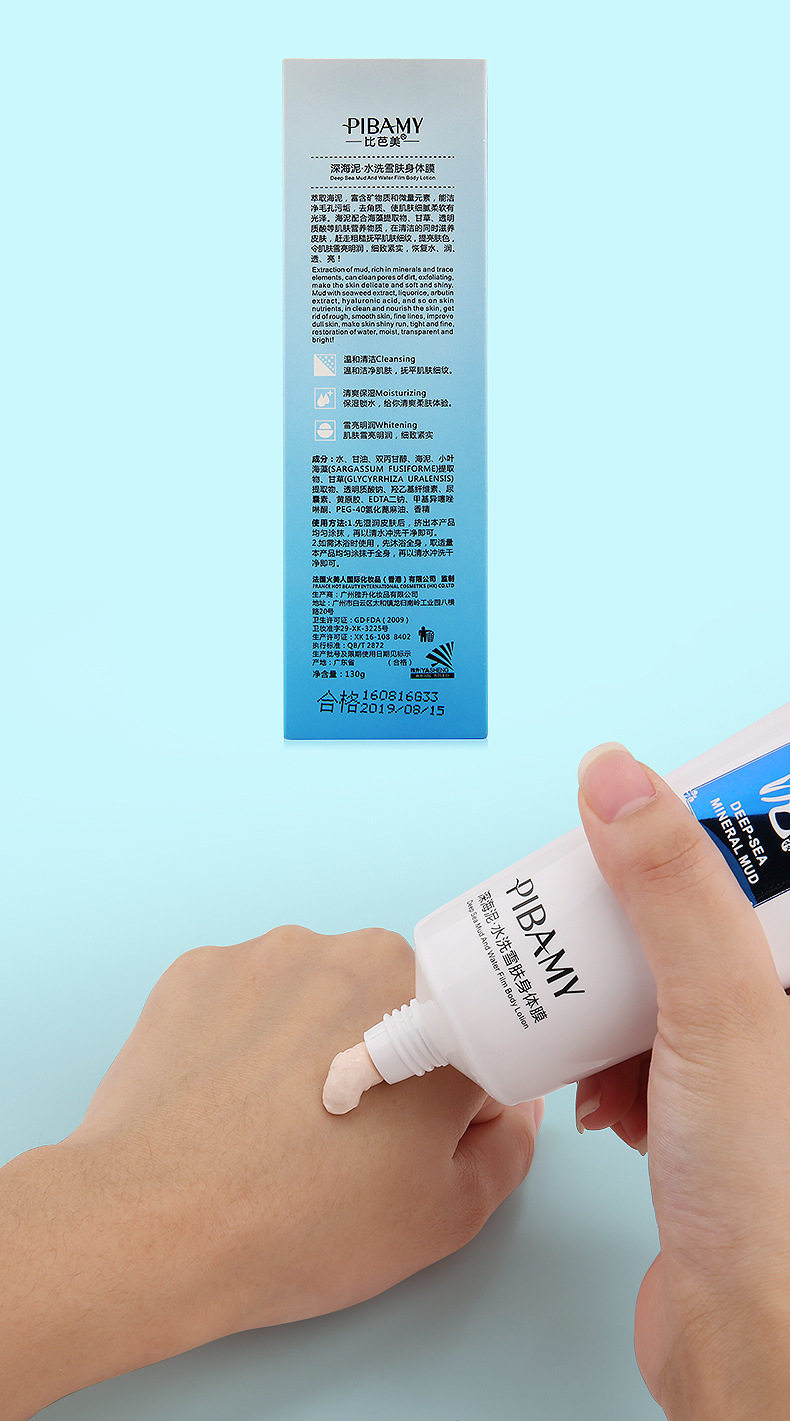 PIBAMY
比芭美®
深海泥·水洗雪肤身体膜
Deep Sea Mud And Water Film Body Lotion
萃取海泥，富含矿物质和微量元素，能洁
净毛孔污垢，去角质、使肌肤细腻柔软有
光泽。海泥配合海藻提取物、甘草、透明
质酸等肌肤营养物质，在清洁的同时滋养
皮肤，赶走粗糙抚平肌肤细纹，提亮肤色，
令肌肤雪亮明润，细致紧实，恢复水、润、
透、亮！
Extraction of mud, rich in minerals and trace
elements, can clean pores of dirt, exfoliating,
make the skin delicate and soft and shiny.
Mud with seaweed extract, liquorice, arbutin
extract, hyaluronic acid, and so on skin
nutrients, in clean and nourish the skin, get
rid of rough, smooth skin, fine lines, improve
dull skin, make skin shiny run, tight and fine,
restoration of water, moist, transparent and
bright!
温和清洁Cleansing
温和洁净肌肤，抚平肌肤细纹。
清爽保湿Moisturizing
保湿锁水，给你清爽柔肤体验。
雪亮明润Whitening
肌肤雪亮明润，细致紧实
成分：水、甘油、双丙甘醇、海泥、小叶
海藻(SARGASSUM FUSIFORME)提取
物、甘草(GLYCYRRHIZA URALENSIS)
提取物、透明质酸钠、羟乙基纤维素、尿
囊素、黄原胶、EDTA二钠、甲基异噻唑
啉酮、PEG-40氢化蓖麻油、香精
使用方法:1.先湿润皮肤后，挤出本产品
均匀涂抹，再以清水冲洗干净即可。
2.如需沐浴时使用，先沐浴全身，取适量
本产品均匀涂抹于全身，再以清水冲洗干
净即可。
法国火美人国际化妆品（香港）有限公司 监制
FRANCE HOT BEAUTY INTERNATIONAL COSMETICS (HK) CO.LTD
生产商：广州雅升化妆品有限公司
地址：广州市白云区太和镇龙归南岭工业四八横
路20号
卫生许可证：GD·FDA（2009）
卫妆准字29-XK-3225号
生产许可证：XK 16-108 8402
执行标准：QB/T 2872
生产批号及限期使用日期见标示
产地：广东省 （合格）
净含量：130g
雅升|YASHENG
合格160816G33
2019/08/15
DEEP-SEA
MINERAL MUD
PIBAMY
深海泥·水洗雪肤身体膜
Deep Sea Mud And Water Film Body Lotion